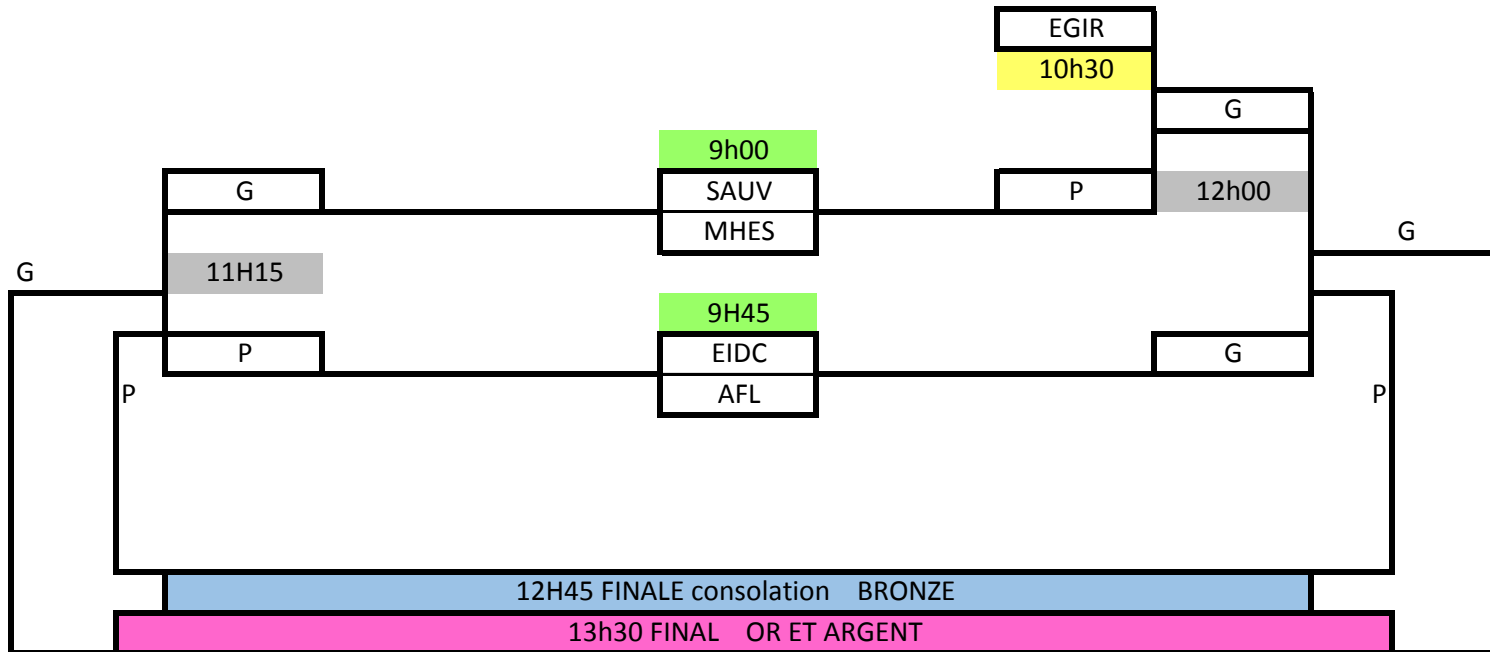 EGIR
10h30
G
9h00
G
SAUV
P
12h00
MHES
G
G
11H15
9H45
P
EIDC
G
P
AFL
P
12H45 FINALE consolation BRONZE
13h30 FINAL OR ET ARGENT